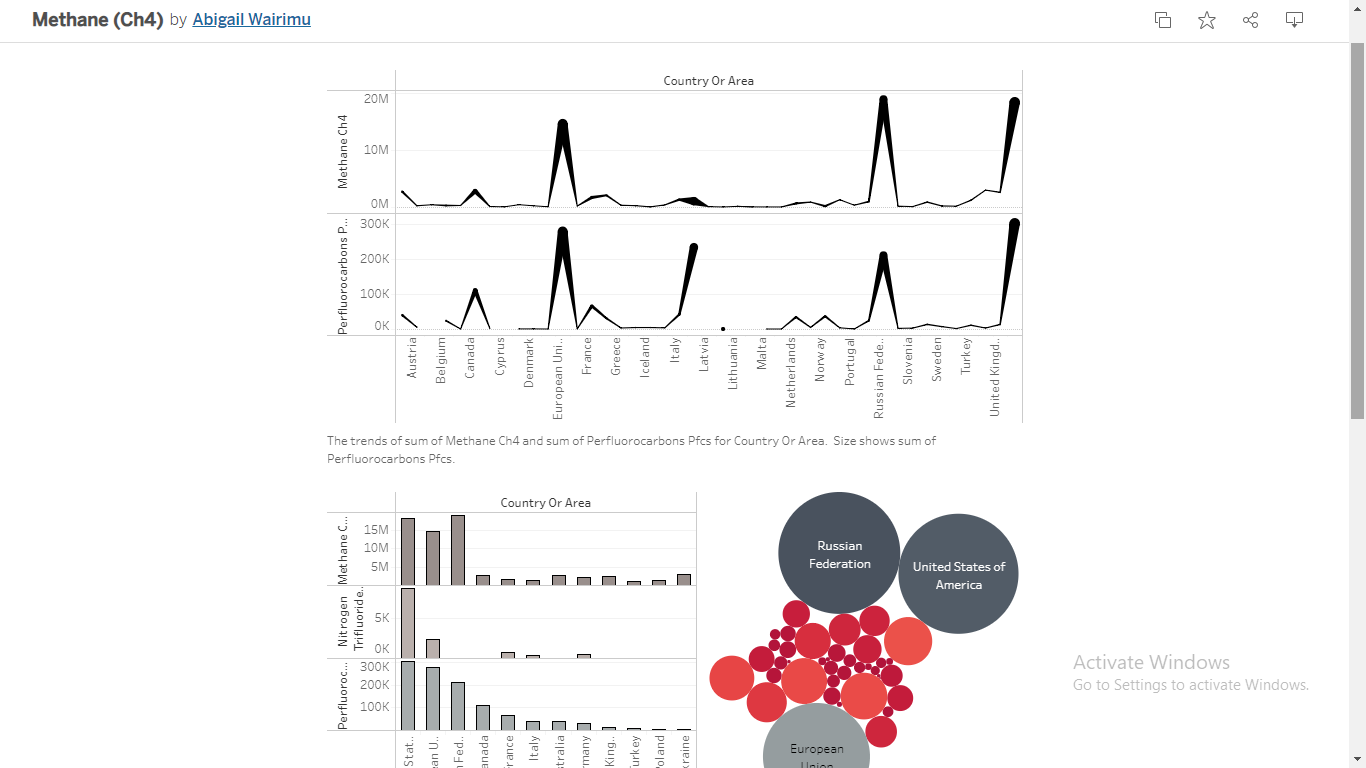 Methane (Ch4) by Abigail Wairimu
Country Or Area
Methane Ch4
20M
10M
0M
Perfluorocarbons P...
300K
200K
100K
0K
Austria
Belgium
Canada
Cyprus
Denmark
European Uni..
France
Greece
Iceland
Italy
Latvia
Lithuania
Malta
Netherlands
Norway
Portugal
Russian Fede..
Slovenia
Sweden
Turkey
United Kingd..
The trends of sum of Methane Ch4 and sum of Perfluorocarbons Pfcs for Country Or Area. Size shows sum of
Perfluorocarbons Pfcs.
Country Or Area
Methane C...
15M
10M
5M
Nitrogen
Trifluoride..
5K
0K
Perfluoroc...
300K
200K
100K
Stat..
an U..
n Fed..
anada
rance
Italy
tralia
many
King..
urkey
oland
kraine
Russian
Federation
United States of
America
European
Union
Activate Windows
Go to Settings to activate Windows.